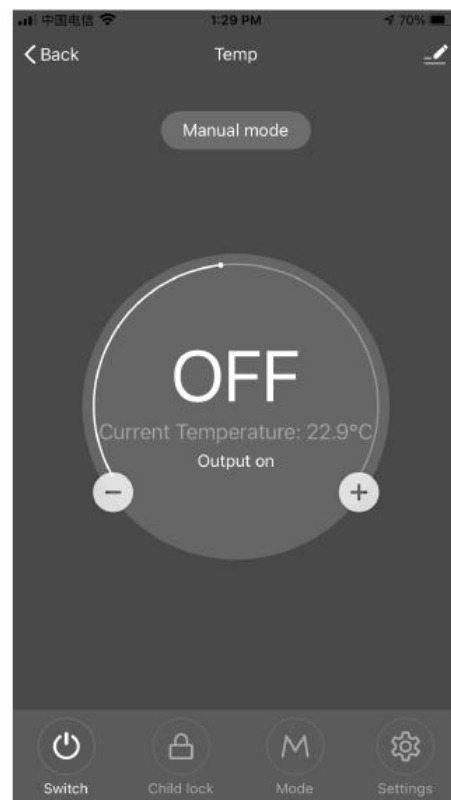 中国电信 1:29 PM 70%
Back Temp
Manual mode
OFF
Current Temperature: 22.9°C
Output on
− +
M
Switch Child lock Mode Settings